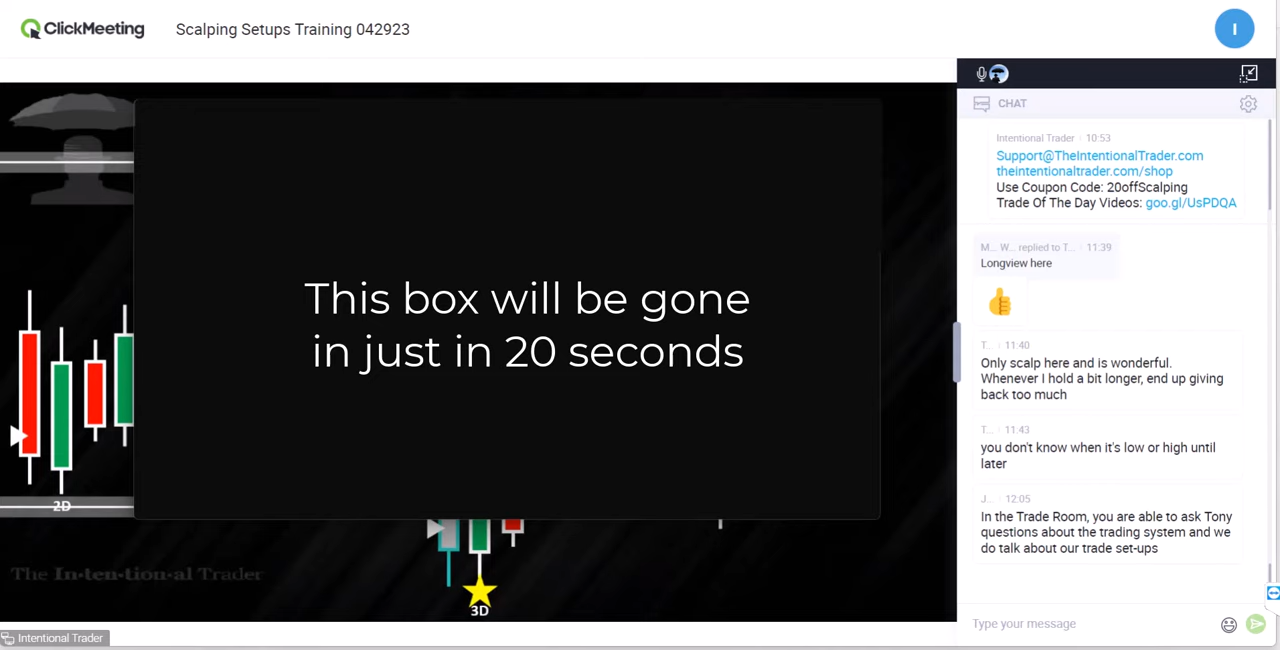 ClickMeeting
Scalping Setups Training 042923
I
This box will be gone
in just in 20 seconds
2D
3D
The In·ten·tion·al Trader
Intentional Trader
CHAT
Intentional Trader 10:53
Support@TheIntentionalTrader.com
theintentionaltrader.com/shop
Use Coupon Code: 20offScalping
Trade Of The Day Videos: goo.gl/UsPDQA
M... W... replied to T... 11:39
Longview here
T... 11:40
Only scalp here and is wonderful.
Whenever I hold a bit longer, end up giving
back too much
T... 11:43
you don't know when it's low or high until
later
J... 12:05
In the Trade Room, you are able to ask Tony
questions about the trading system and we
do talk about our trade set-ups
Type your message